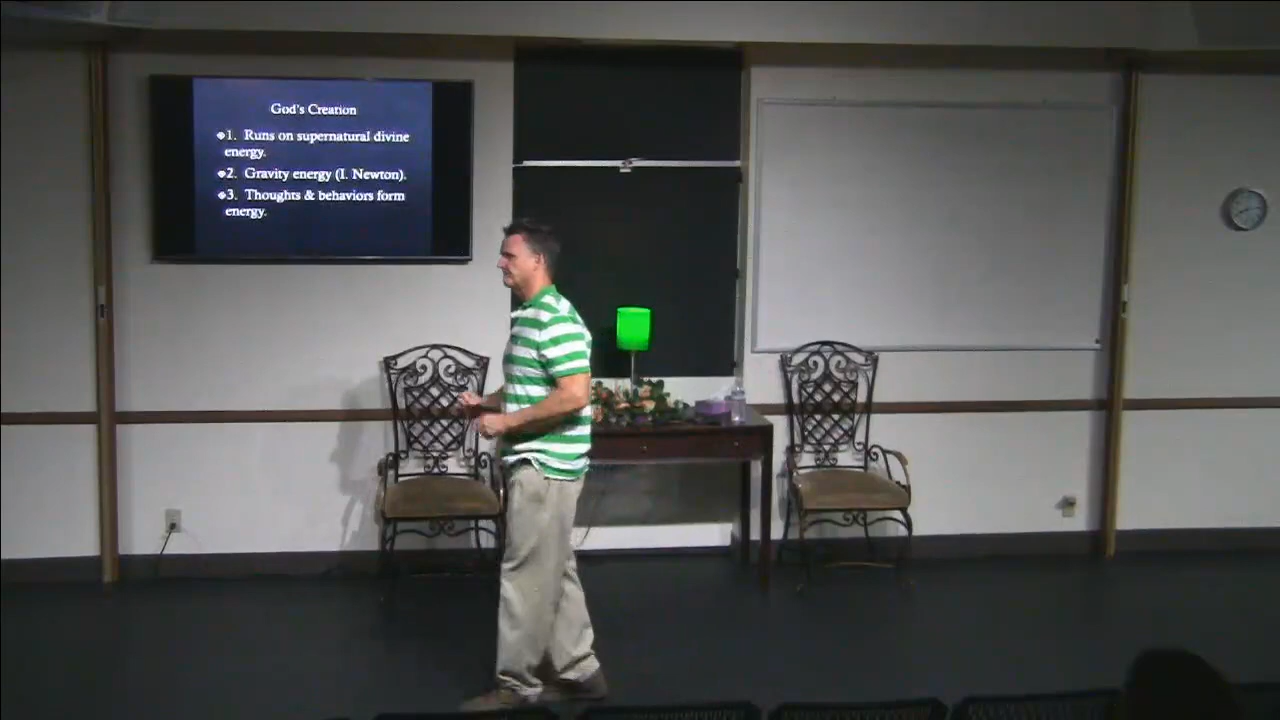 God's Creation
1. Runs on supernatural divine
energy.
2. Gravity energy (I. Newton).
3. Thoughts & behaviors form
energy.